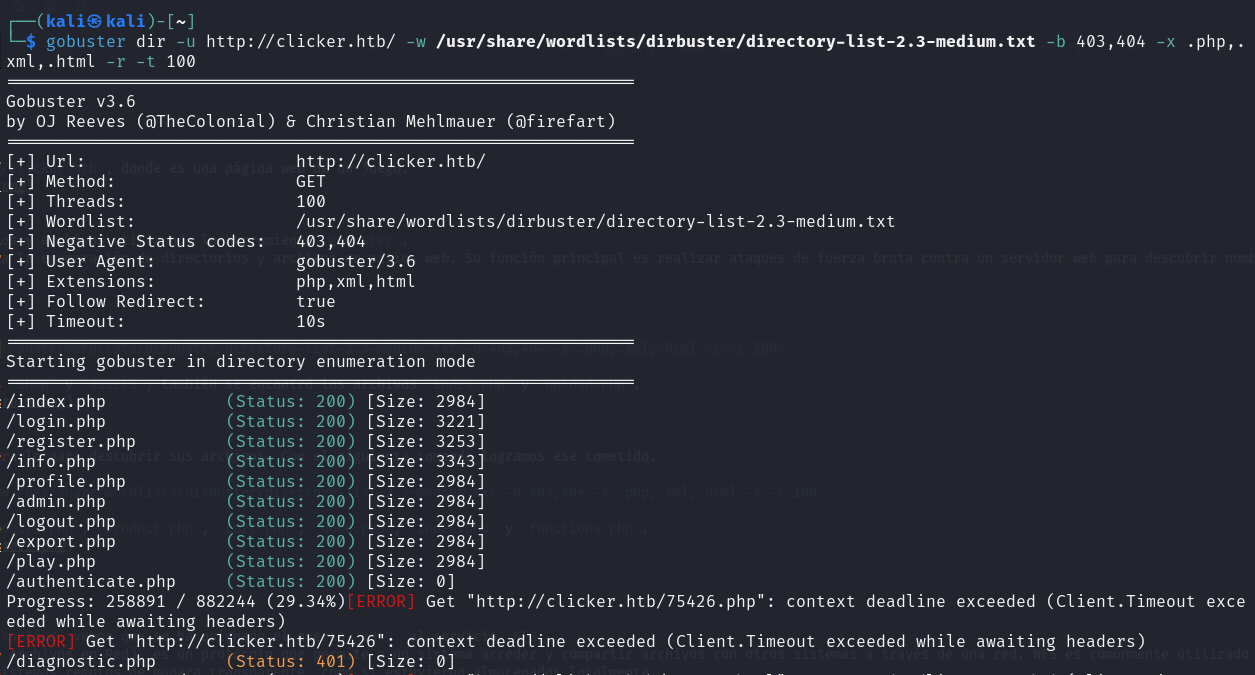 ┌──(kali㉿kali)-[~]
└─$ gobuster dir -u http://clicker.htb/ -w /usr/share/wordlists/dirbuster/directory-list-2.3-medium.txt -b 403,404 -x .php,.
xml,.html -r -t 100
===============================================================
Gobuster v3.6
by OJ Reeves (@TheColonial) & Christian Mehlmauer (@firefart)
===============================================================
[+] Url:                     http://clicker.htb/
[+] Method:                  GET
[+] Threads:                 100
[+] Wordlist:                /usr/share/wordlists/dirbuster/directory-list-2.3-medium.txt
[+] Negative Status codes:   403,404
[+] User Agent:              gobuster/3.6
[+] Extensions:              php,xml,html
[+] Follow Redirect:         true
[+] Timeout:                 10s
===============================================================
Starting gobuster in directory enumeration mode
===============================================================
/index.php            (Status: 200) [Size: 2984]
/login.php            (Status: 200) [Size: 3221]
/register.php         (Status: 200) [Size: 3253]
/info.php             (Status: 200) [Size: 3343]
/profile.php          (Status: 200) [Size: 2984]
/admin.php            (Status: 200) [Size: 2984]
/logout.php           (Status: 200) [Size: 2984]
/export.php           (Status: 200) [Size: 2984]
/play.php             (Status: 200) [Size: 2984]
/authenticate.php     (Status: 200) [Size: 0]
Progress: 258891 / 882244 (29.34%)[ERROR] Get "http://clicker.htb/75426.php": context deadline exceeded (Client.Timeout exce
eded while awaiting headers)
[ERROR] Get "http://clicker.htb/75426": context deadline exceeded (Client.Timeout exceeded while awaiting headers)
/diagnostic.php       (Status: 401) [Size: 0]